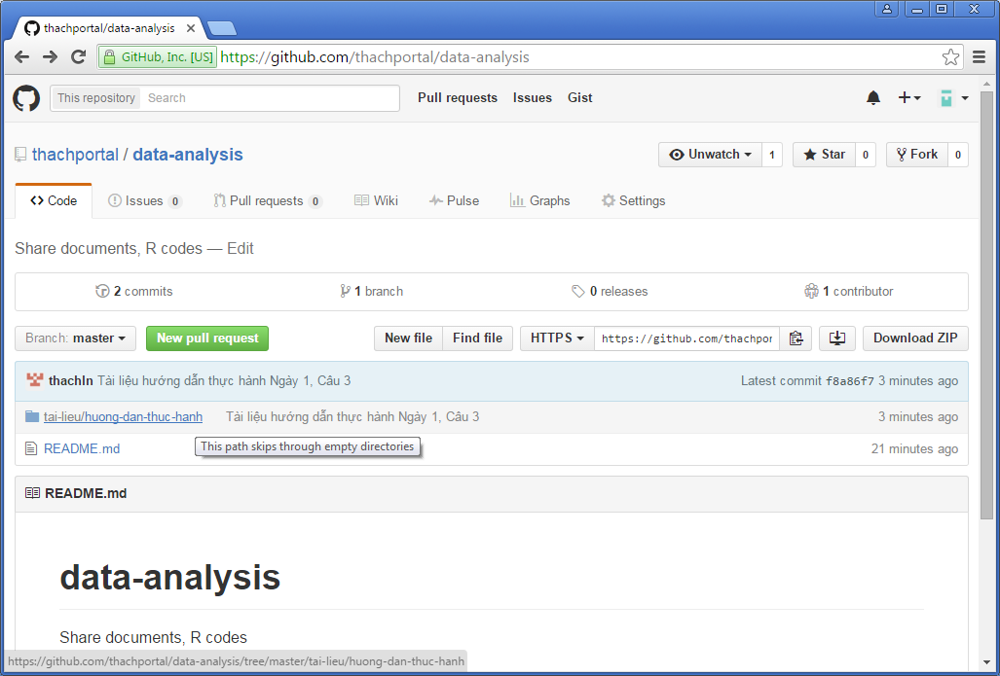 thachportal/data-analysis
GitHub, Inc. [US] https://github.com/thachportal/data-analysis
This repository Search Pull requests Issues Gist
thachportal / data-analysis Unwatch 1 Star 0 Fork 0
Code Issues 0 Pull requests 0 Wiki Pulse Graphs Settings
Share documents, R codes — Edit
2 commits 1 branch 0 releases 1 contributor
Branch: master New pull request New file Find file HTTPS https://github.com/thachpor Download ZIP
thachln Tài liệu hướng dẫn thực hành Ngày 1, Câu 3 Latest commit f8a86f7 3 minutes ago
tai-lieu/huong-dan-thuc-hanh Tài liệu hướng dẫn thực hành Ngày 1, Câu 3 3 minutes ago
README.md 21 minutes ago
This path skips through empty directories
README.md
data-analysis
Share documents, R codes
https://github.com/thachportal/data-analysis/tree/master/tai-lieu/huong-dan-thuc-hanh